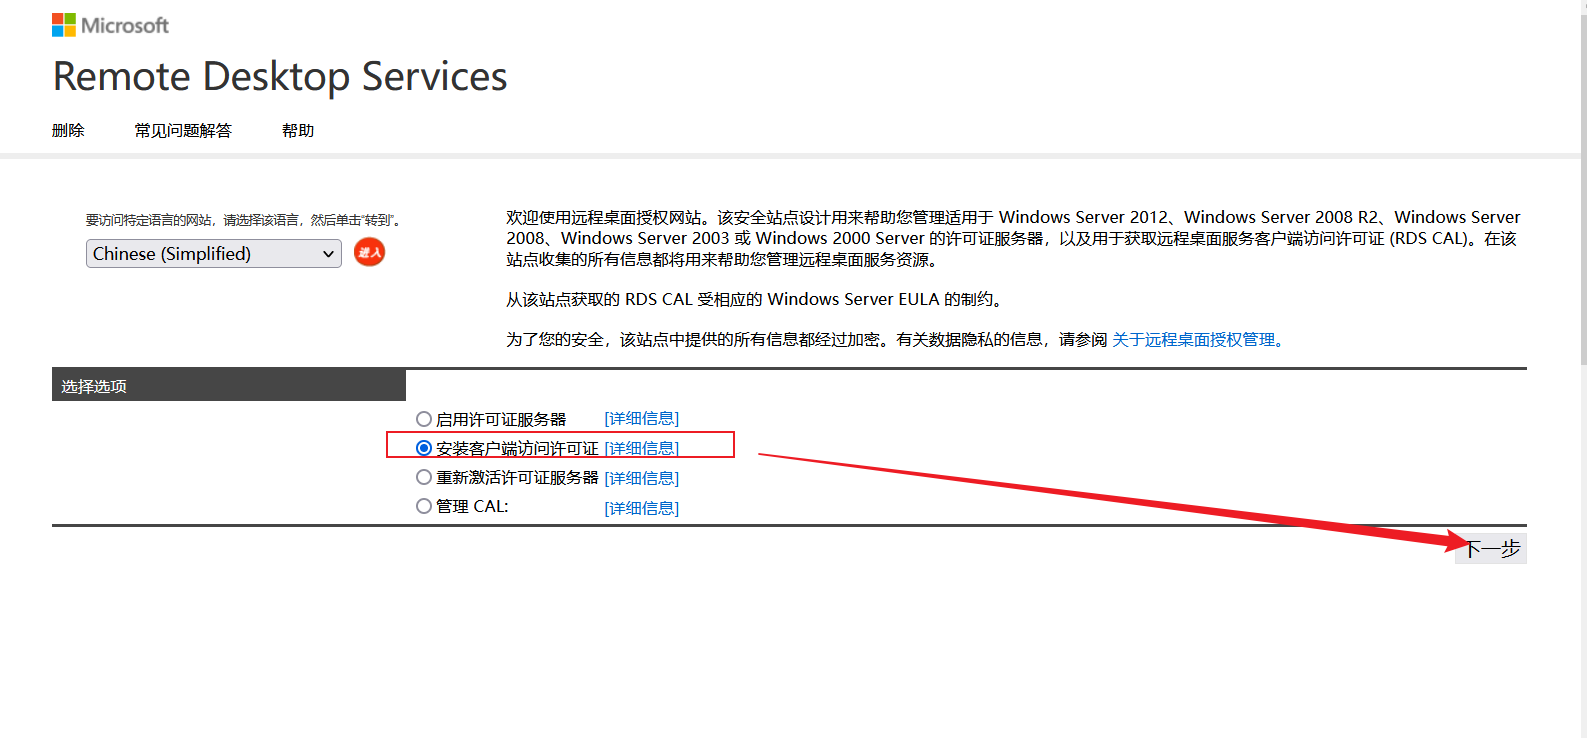 Microsoft
Remote Desktop Services
删除 常见问题解答 帮助
要访问特定语言的网站，请选择该语言，然后单击“转到”。
Chinese (Simplified) 进入
欢迎使用远程桌面授权网站。该安全站点设计用来帮助您管理适用于 Windows Server 2012、Windows Server 2008 R2、Windows Server
2008、Windows Server 2003 或 Windows 2000 Server 的许可证服务器，以及用于获取远程桌面服务客户端访问许可证 (RDS CAL)。在该
站点收集的所有信息都将用来帮助您管理远程桌面服务资源。
从该站点获取的 RDS CAL 受相应的 Windows Server EULA 的制约。
为了您的安全，该站点中提供的所有信息都经过加密。有关数据隐私的信息，请参阅 关于远程桌面授权管理。
选择选项
启用许可证服务器 [详细信息]
安装客户端访问许可证 [详细信息]
重新激活许可证服务器 [详细信息]
管理 CAL: [详细信息]
下一步